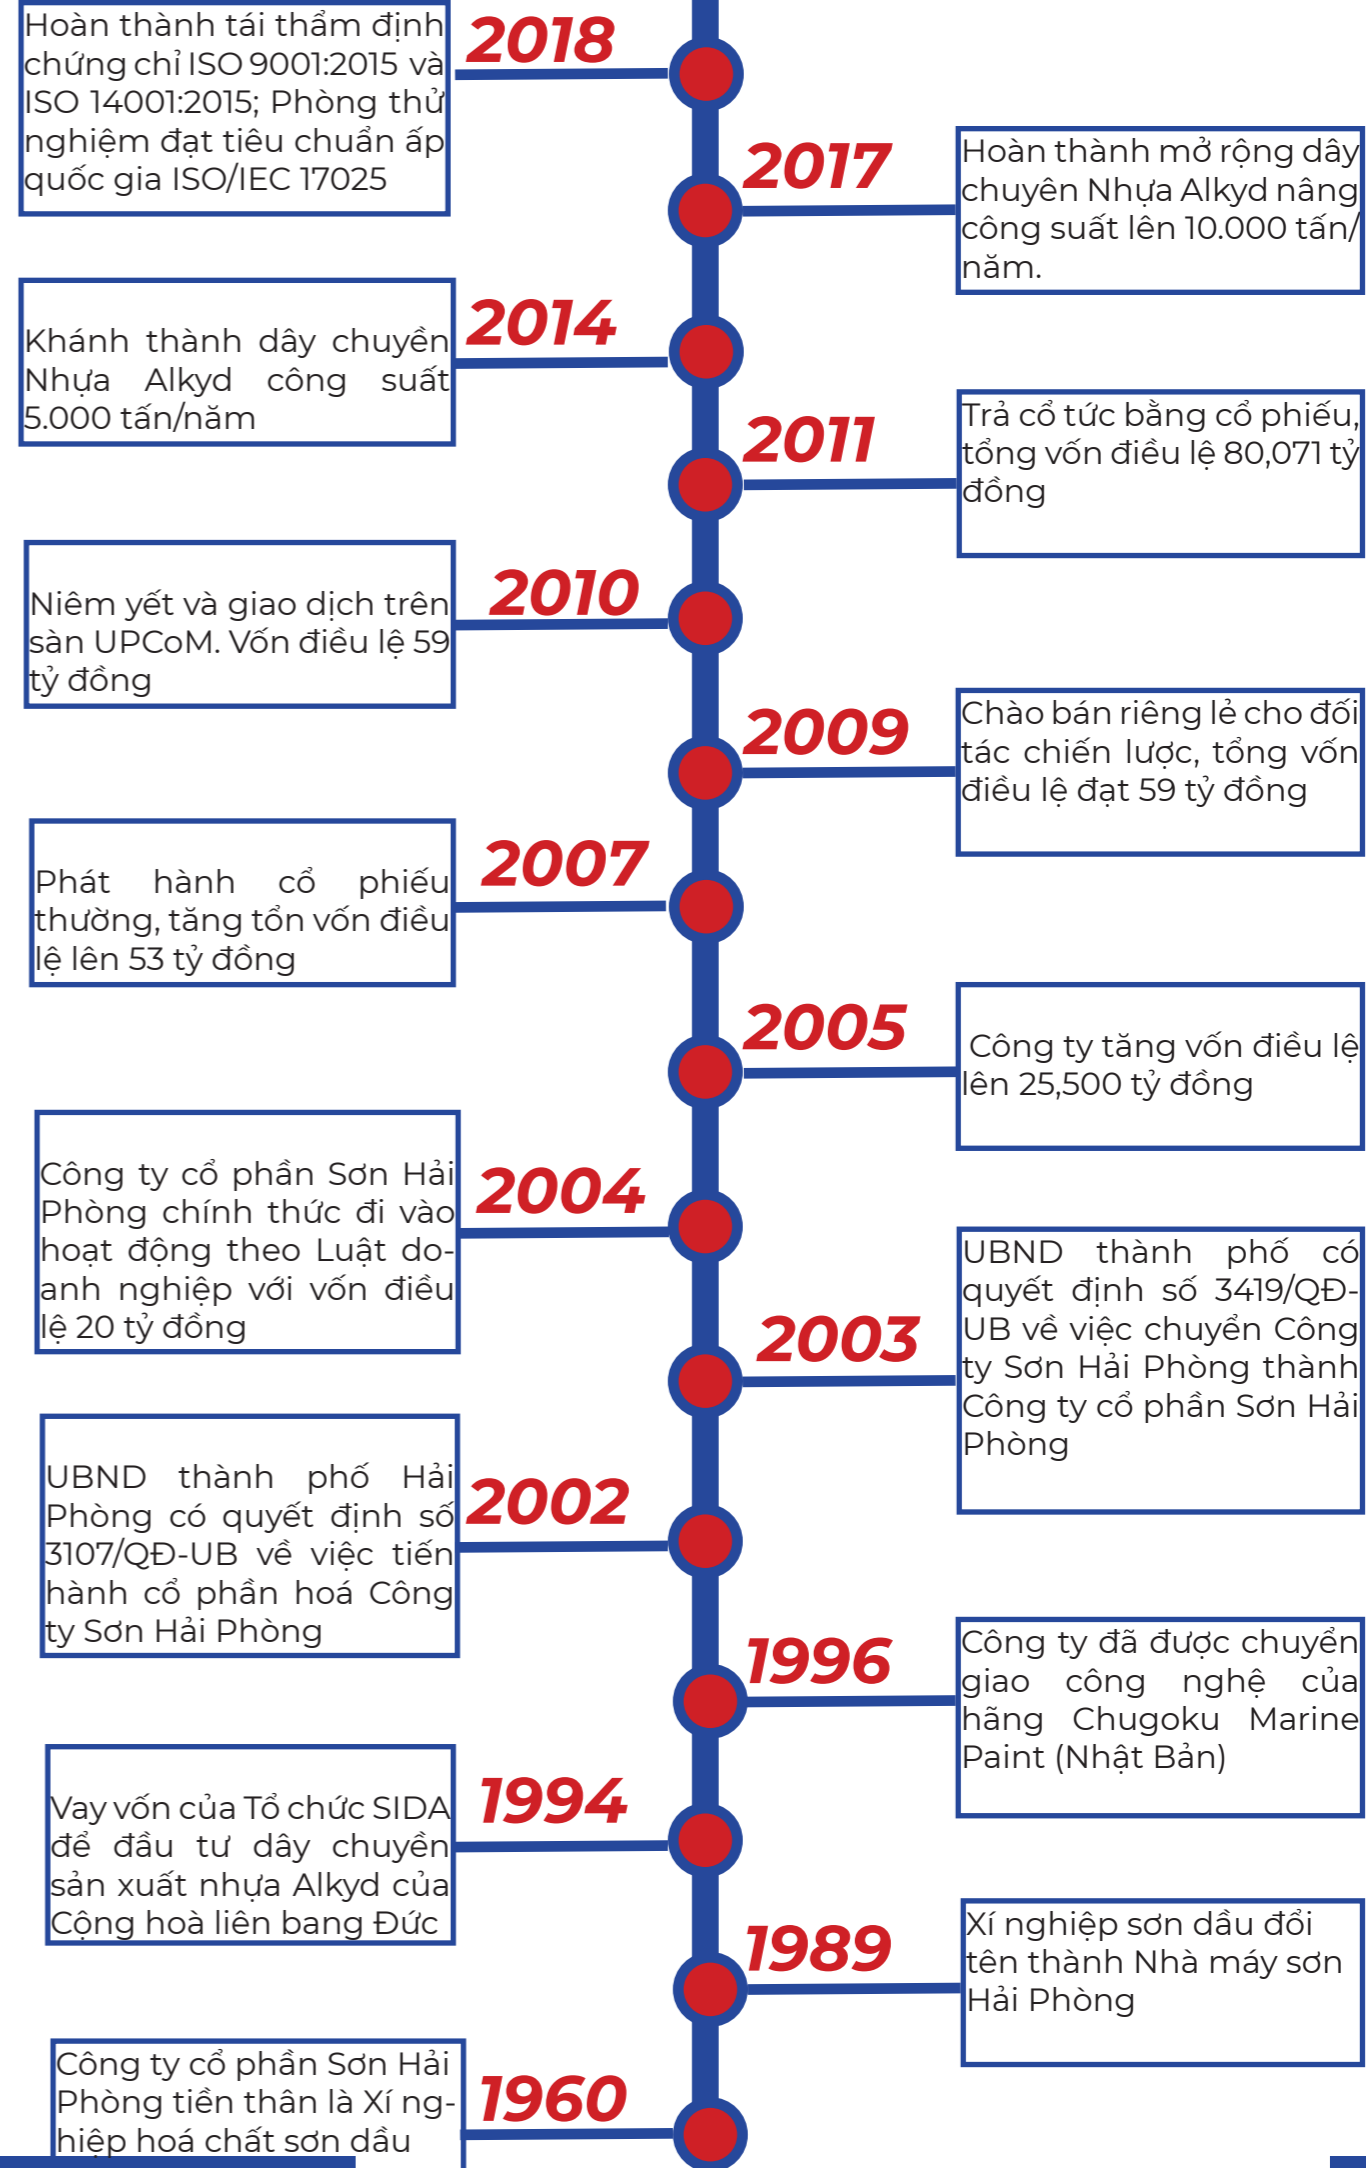 Hoàn thành tái thẩm định
chứng chỉ ISO 9001:2015 và
ISO 14001:2015; Phòng thử
nghiệm đạt tiêu chuẩn ấp
quốc gia ISO/IEC 17025
2018
2017
Hoàn thành mở rộng dây
chuyên Nhựa Alkyd nâng
công suất lên 10.000 tấn/
năm.
2014
Khánh thành dây chuyền
Nhựa Alkyd công suất
5.000 tấn/năm
2011
Trả cổ tức bằng cổ phiếu,
tổng vốn điều lệ 80,071 tỷ
đồng
2010
Niêm yết và giao dịch trên
sàn UPCoM. Vốn điều lệ 59
tỷ đồng
2009
Chào bán riêng lẻ cho đối
tác chiến lược, tổng vốn
điều lệ đạt 59 tỷ đồng
2007
Phát hành cổ phiếu
thường, tăng tổn vốn điều
lệ lên 53 tỷ đồng
2005
Công ty tăng vốn điều lệ
lên 25,500 tỷ đồng
2004
Công ty cổ phần Sơn Hải
Phòng chính thức đi vào
hoạt động theo Luật do-
anh nghiệp với vốn điều
lệ 20 tỷ đồng
2003
UBND thành phố có
quyết định số 3419/QĐ-
UB về việc chuyển Công
ty Sơn Hải Phòng thành
Công ty cổ phần Sơn Hải
Phòng
2002
UBND thành phố Hải
Phòng có quyết định số
3107/QĐ-UB về việc tiến
hành cổ phần hoá Công
ty Sơn Hải Phòng
1996
Công ty đã được chuyển
giao công nghệ của
hãng Chugoku Marine
Paint (Nhật Bản)
1994
Vay vốn của Tổ chức SIDA
để đầu tư dây chuyền
sản xuất nhựa Alkyd của
Cộng hoà liên bang Đức
1989
Xí nghiệp sơn dầu đổi
tên thành Nhà máy sơn
Hải Phòng
1960
Công ty cổ phần Sơn Hải
Phòng tiền thân là Xí ng-
hiệp hoá chất sơn dầu